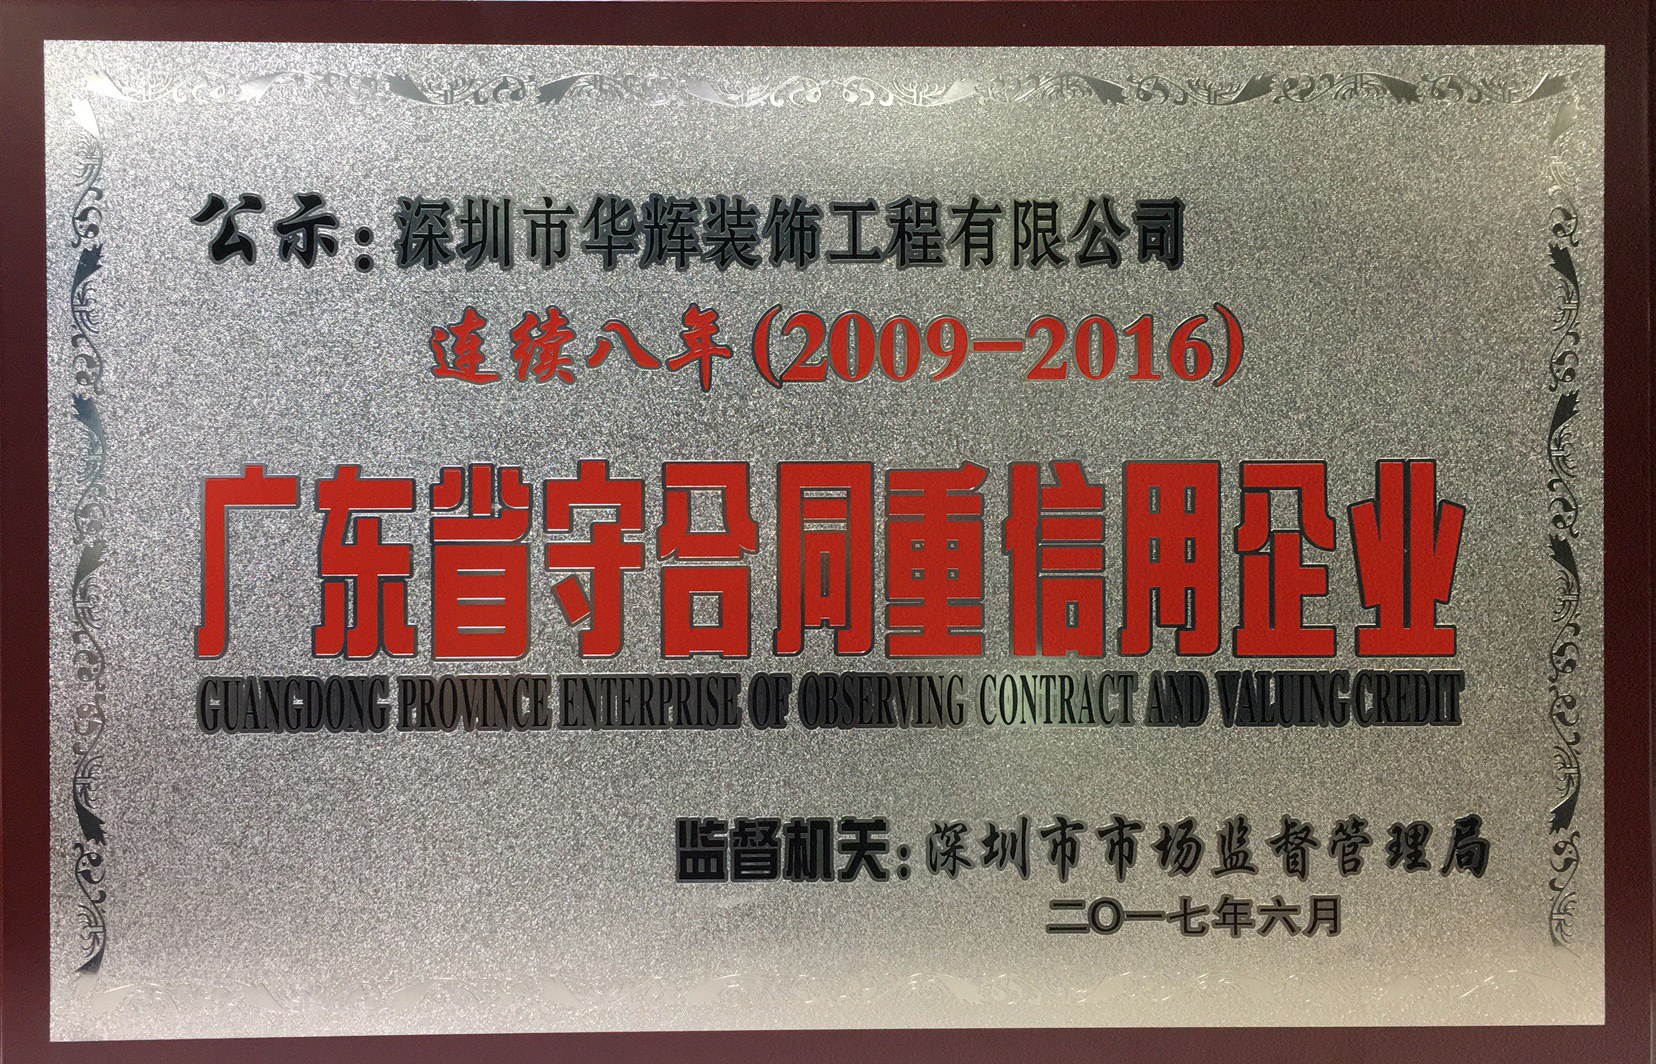 公示:深圳市华辉装饰工程有限公司
连续八年(2009-2016)
广东省守合同重信用企业
GUANGDONG PROVINCE ENTERPRISE OF OBSERVING CONTRACT AND VALUING CREDIT
监督机关:深圳市市场监督管理局
二〇一七年六月